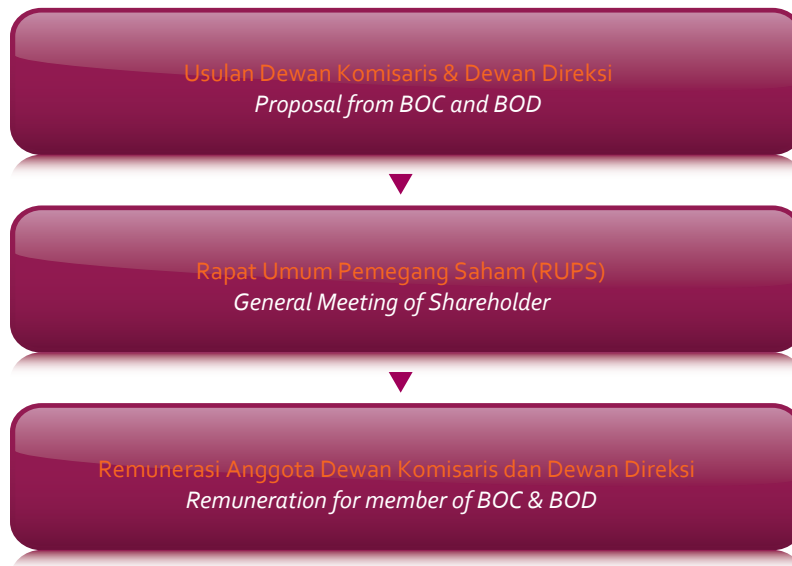 Usulan Dewan Komisaris & Dewan Direksi
Proposal from BOC and BOD
Rapat Umum Pemegang Saham (RUPS)
General Meeting of Shareholder
Remunerasi Anggota Dewan Komisaris dan Dewan Direksi
Remuneration for member of BOC & BOD